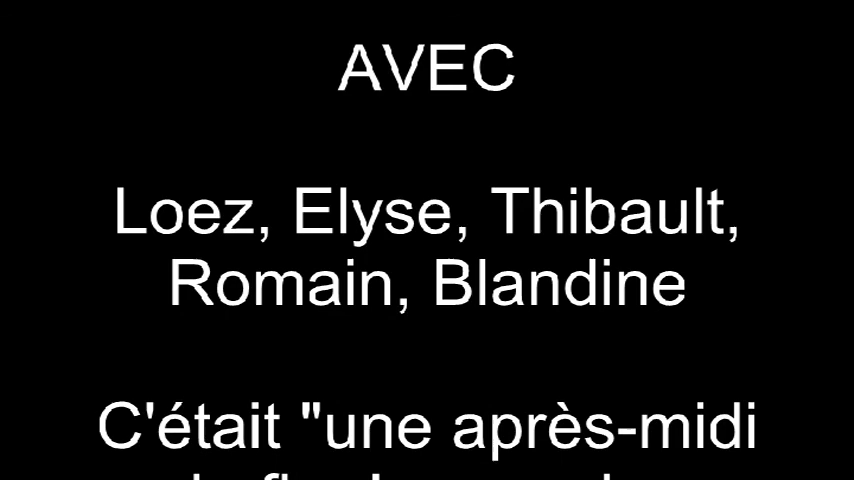 AVEC
Loez, Elyse, Thibault,
Romain, Blandine
C'était "une après-midi